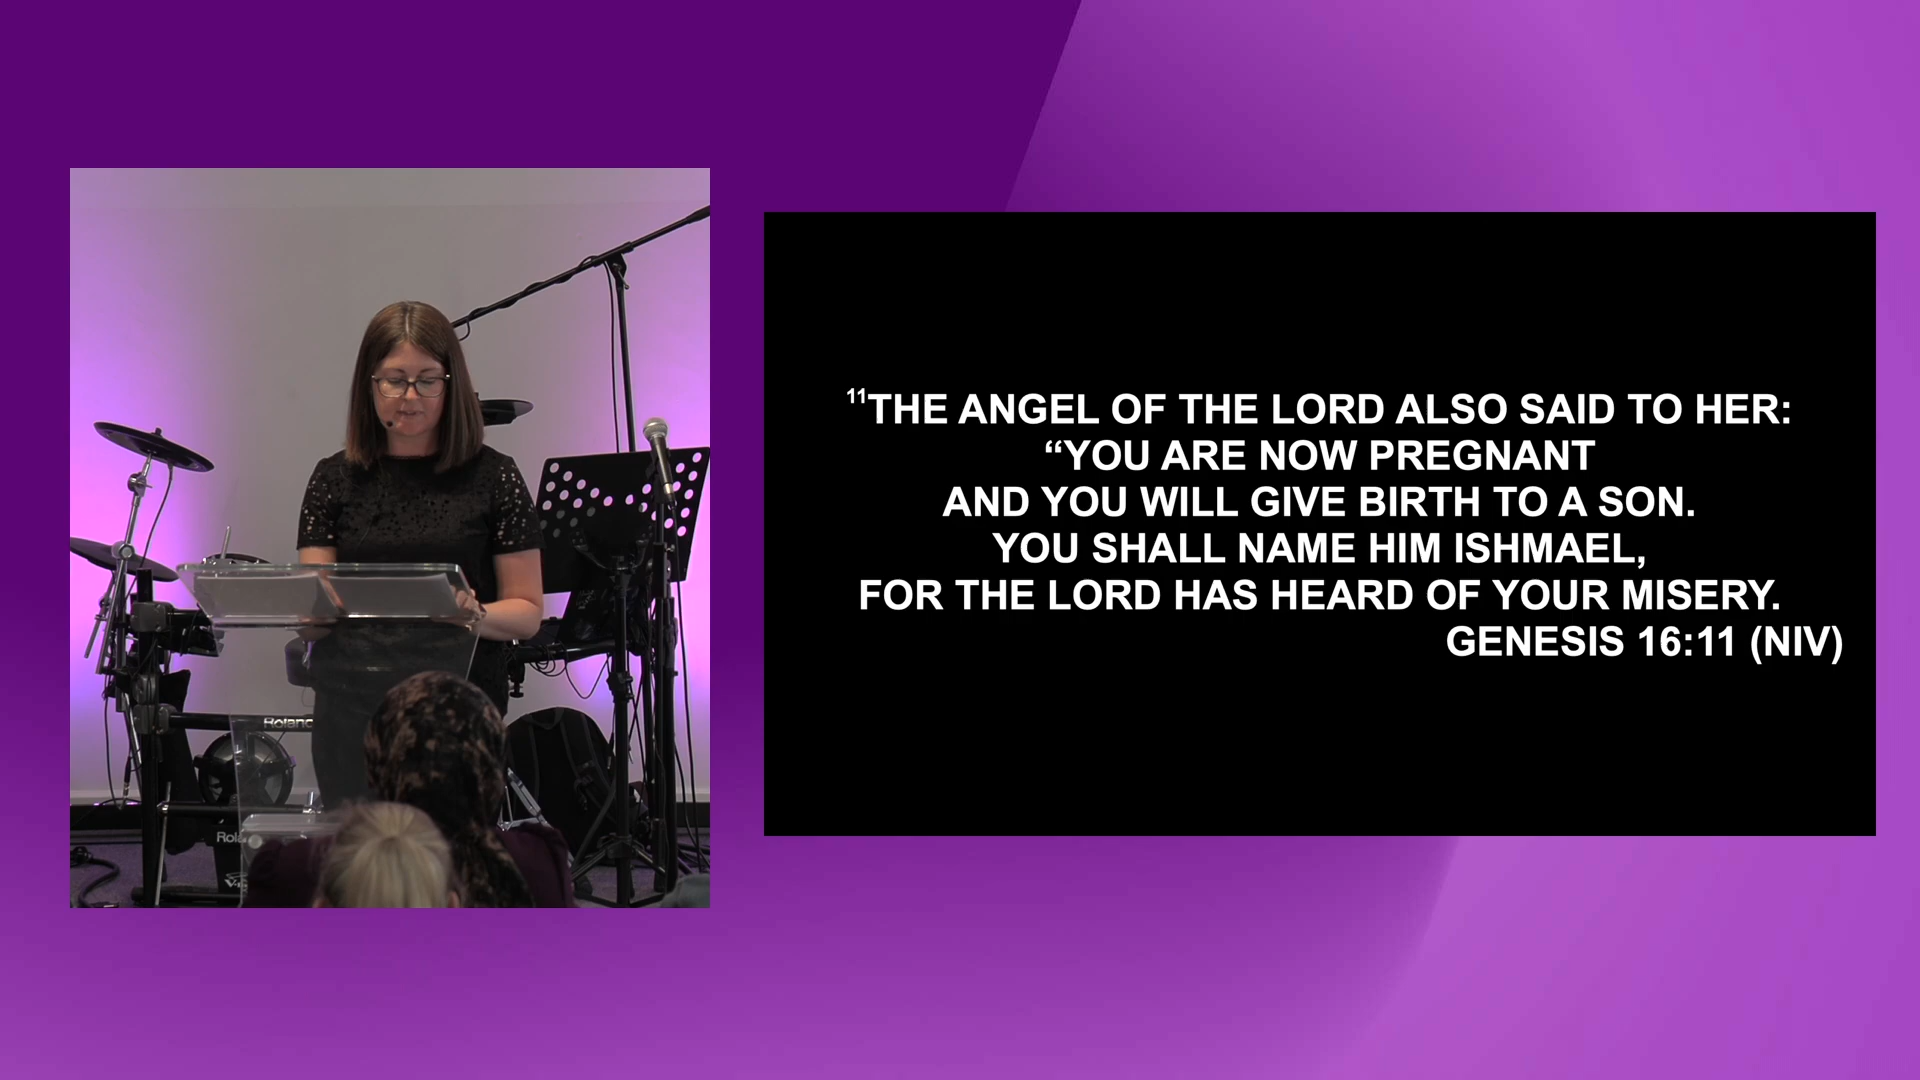 ¹¹THE ANGEL OF THE LORD ALSO SAID TO HER:
“YOU ARE NOW PREGNANT
AND YOU WILL GIVE BIRTH TO A SON.
YOU SHALL NAME HIM ISHMAEL,
FOR THE LORD HAS HEARD OF YOUR MISERY.
GENESIS 16:11 (NIV)
Roland